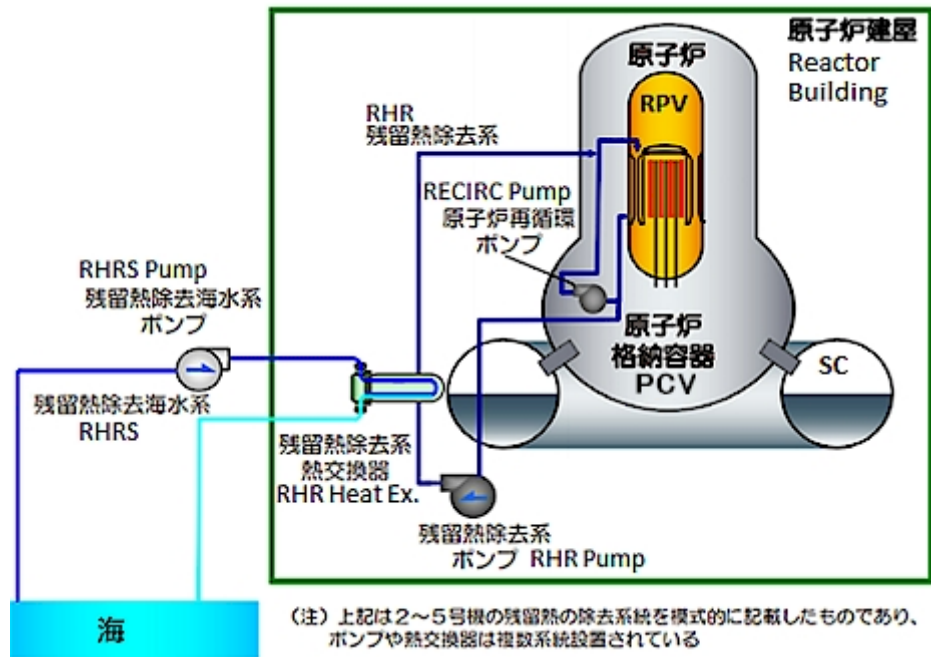 原子炉建屋
Reactor
Building
原子炉
RPV
RHR
残留熱除去系
RECIRC Pump
原子炉再循環
ポンプ
RHRS Pump
残留熱除去海水系
ポンプ
原子炉
格納容器
PCV
SC
残留熱除去海水系
RHRS
残留熱除去系
熱交換器
RHR Heat Ex.
残留熱除去系
ポンプ RHR Pump
海
（注）上記は２～５号機の残留熱の除去系統を模式的に記載したものであり、
ポンプや熱交換器は複数系統設置されている